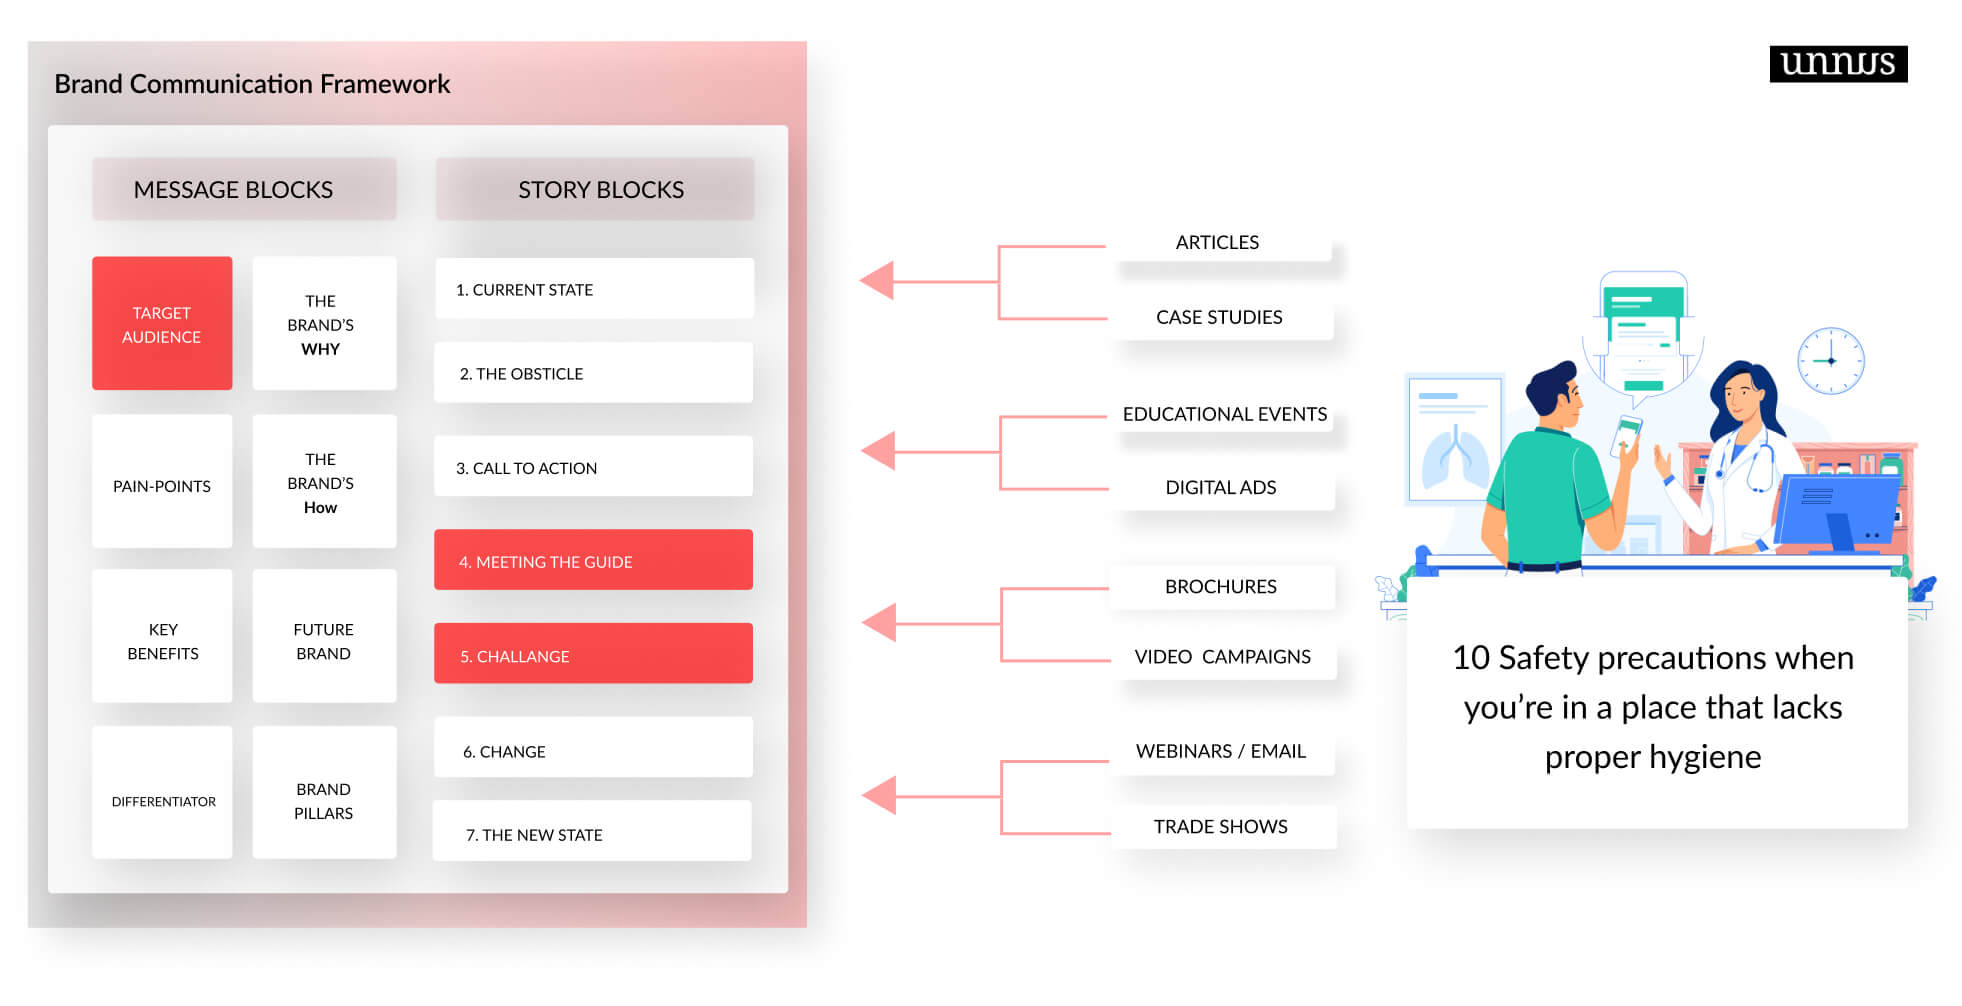 Brand Communication Framework
unnus
MESSAGE BLOCKS
STORY BLOCKS
TARGET
AUDIENCE
THE
BRAND’S
WHY
PAIN-POINTS
THE
BRAND’S
How
KEY
BENEFITS
FUTURE
BRAND
DIFFERENTIATOR
BRAND
PILLARS
1. CURRENT STATE
2. THE OBSTICLE
3. CALL TO ACTION
4. MEETING THE GUIDE
5. CHALLANGE
6. CHANGE
7. THE NEW STATE
ARTICLES
CASE STUDIES
EDUCATIONAL EVENTS
DIGITAL ADS
BROCHURES
VIDEO CAMPAIGNS
WEBINARS / EMAIL
TRADE SHOWS
10 Safety precautions when
you’re in a place that lacks
proper hygiene